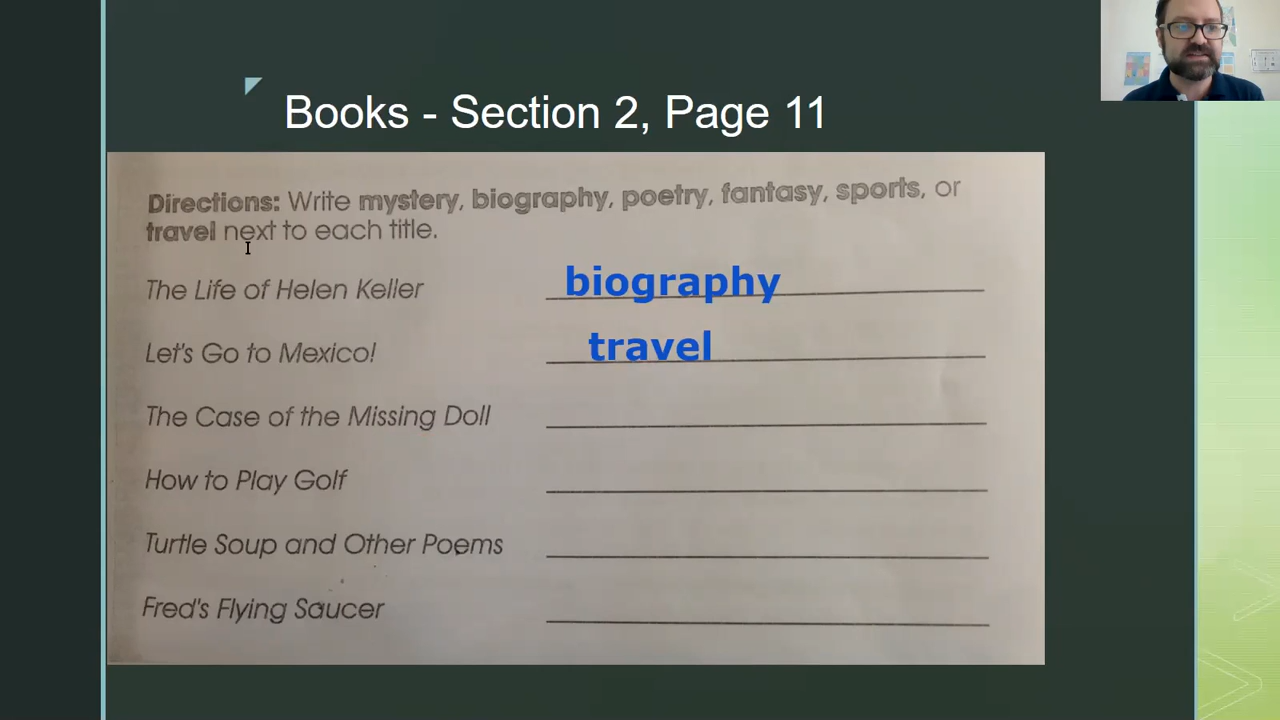 Books - Section 2, Page 11
Directions: Write mystery, biography, poetry, fantasy, sports, or
travel next to each title.
The Life of Helen Keller biography
Let's Go to Mexico! travel
The Case of the Missing Doll
How to Play Golf
Turtle Soup and Other Poems
Fred's Flying Saucer